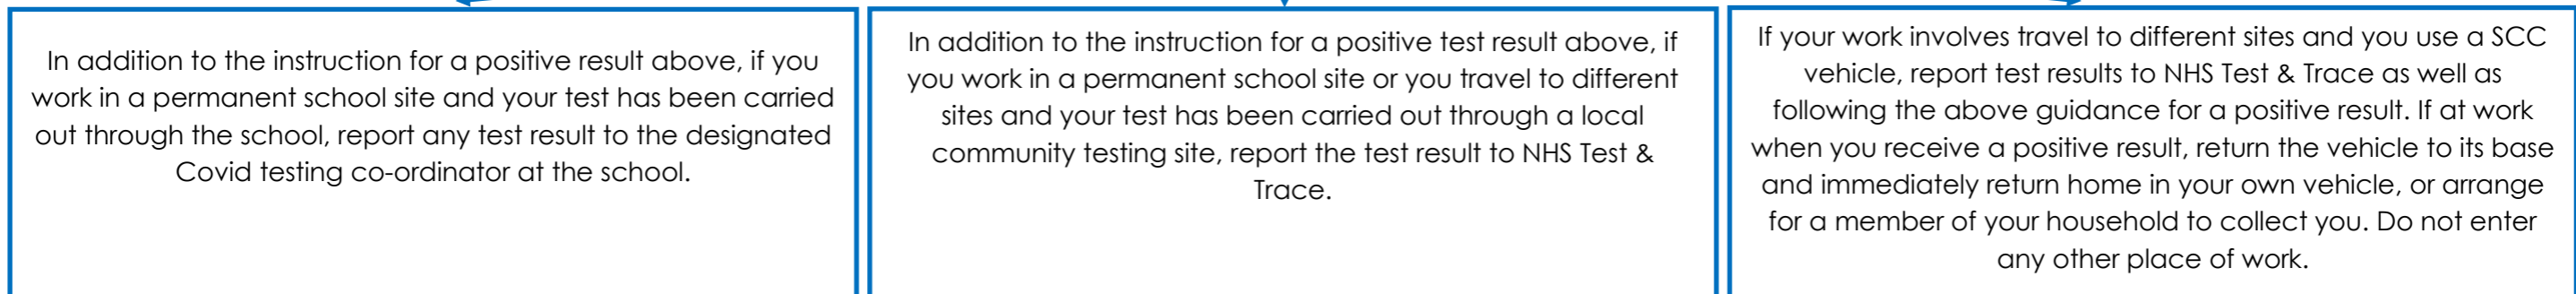 In addition to the instruction for a positive result above, if you
work in a permanent school site and your test has been carried
out through the school, report any test result to the designated
Covid testing co-ordinator at the school.
In addition to the instruction for a positive test result above, if
you work in a permanent school site or you travel to different
sites and your test has been carried out through a local
community testing site, report the test result to NHS Test &
Trace.
If your work involves travel to different sites and you use a SCC
vehicle, report test results to NHS Test & Trace as well as
following the above guidance for a positive result. If at work
when you receive a positive result, return the vehicle to its base
and immediately return home in your own vehicle, or arrange
for a member of your household to collect you. Do not enter
any other place of work.